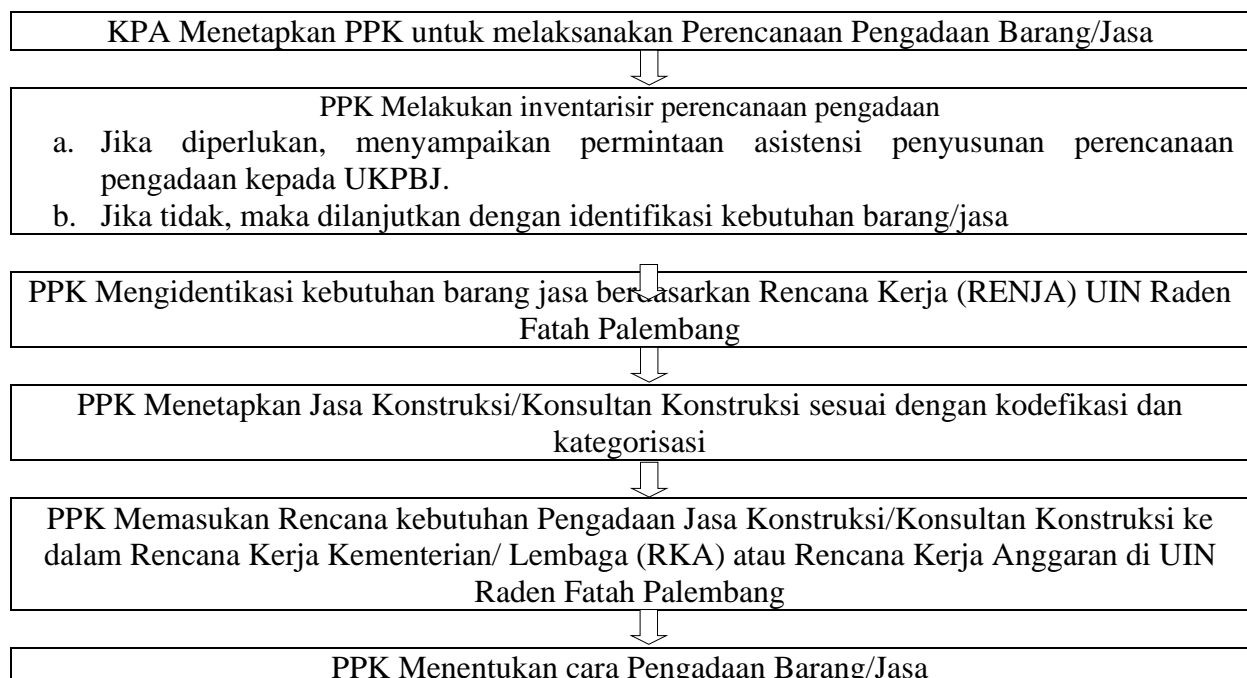 KPA Menetapkan PPK untuk melaksanakan Perencanaan Pengadaan Barang/Jasa
PPK Melakukan inventarisir perencanaan pengadaan
a. Jika diperlukan, menyampaikan permintaan asistensi penyusunan perencanaan
pengadaan kepada UKPBJ.
b. Jika tidak, maka dilanjutkan dengan identifikasi kebutuhan barang/jasa
PPK Mengidentikasi kebutuhan barang jasa berdasarkan Rencana Kerja (RENJA) UIN Raden
Fatah Palembang
PPK Menetapkan Jasa Konstruksi/Konsultan Konstruksi sesuai dengan kodefikasi dan
kategorisasi
PPK Memasukan Rencana kebutuhan Pengadaan Jasa Konstruksi/Konsultan Konstruksi ke
dalam Rencana Kerja Kementerian/ Lembaga (RKA) atau Rencana Kerja Anggaran di UIN
Raden Fatah Palembang
PPK Menentukan cara Pengadaan Barang/Jasa